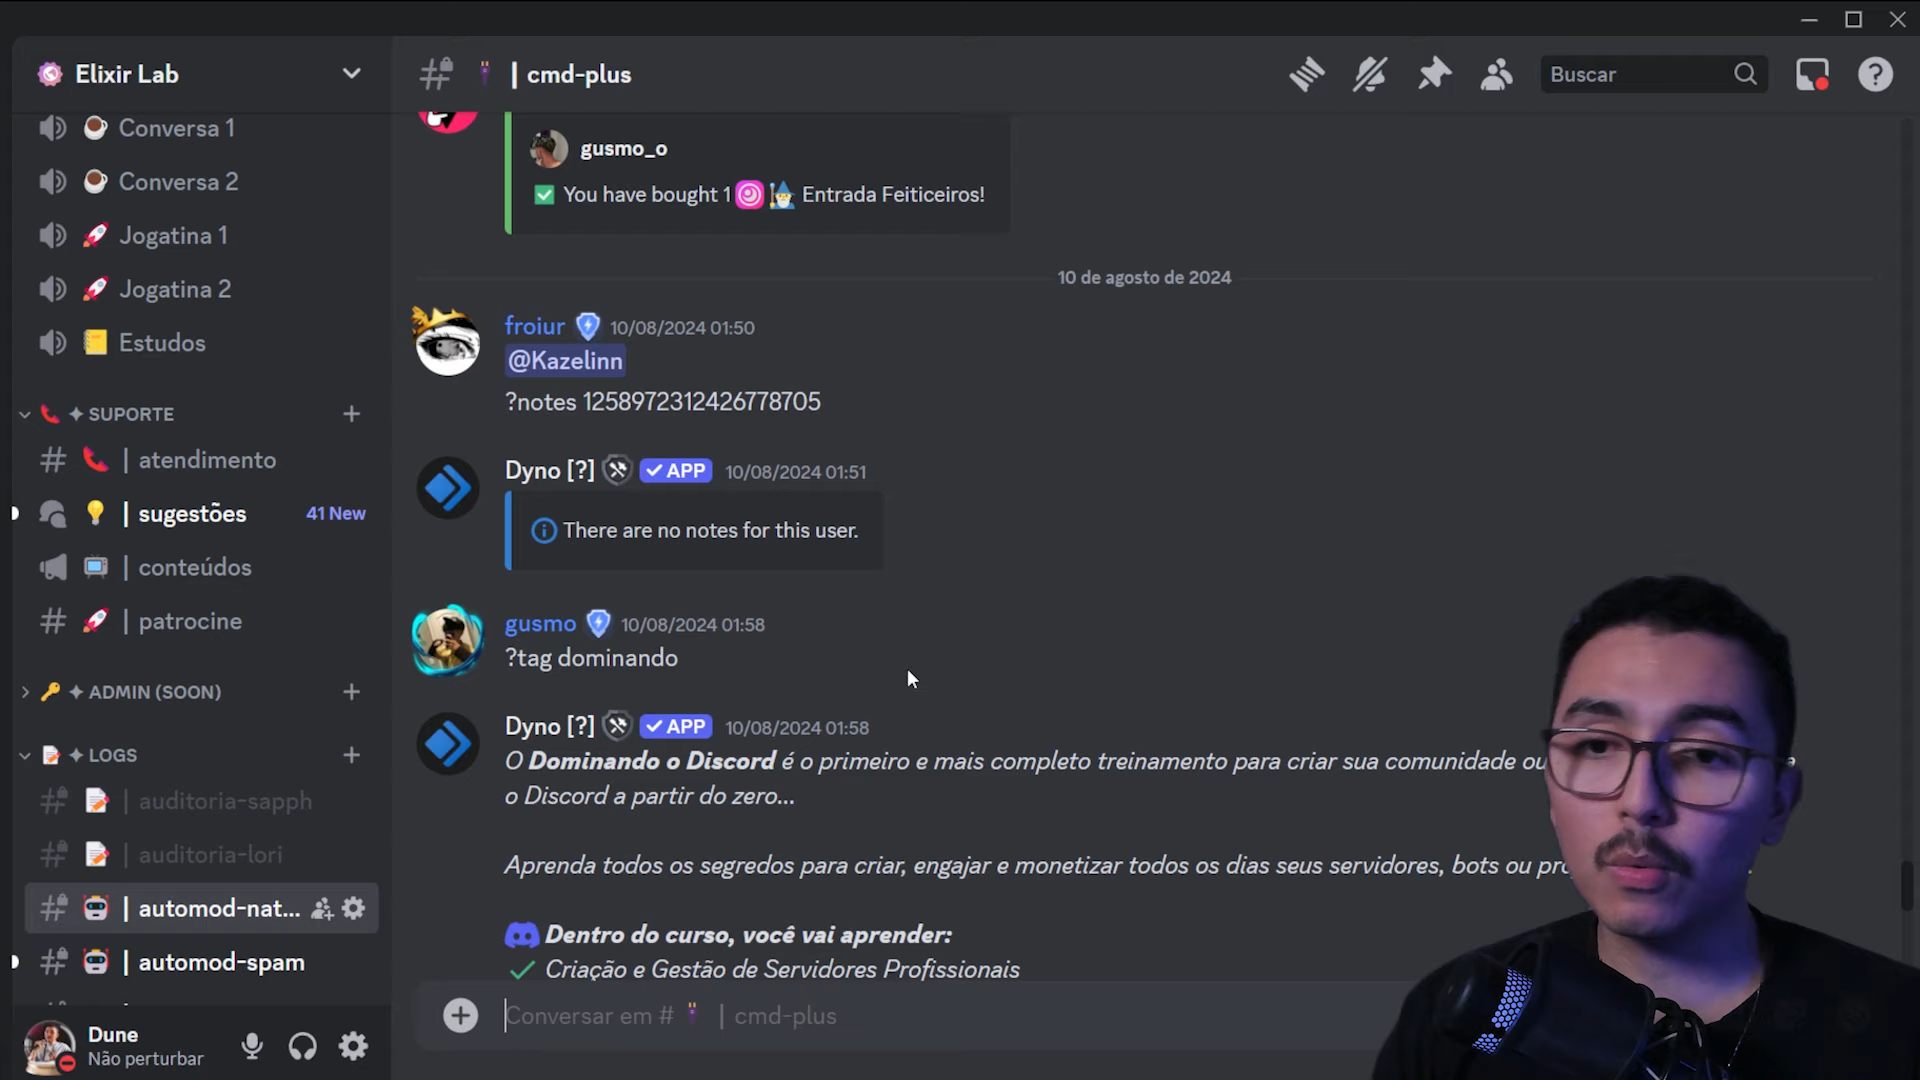 Elixir Lab
Conversa 1
Conversa 2
Jogatina 1
Jogatina 2
Estudos
✦ SUPORTE
| atendimento
| sugestões 41 New
| conteúdos
| patrocine
✦ ADMIN (SOON)
✦ LOGS
| auditoria-sapph
| auditoria-lori
| automod-nat...
| automod-spam
Dune
Não perturbar
| cmd-plus
Buscar
gusmo_o
You have bought 1 Entrada Feiticeiros!
10 de agosto de 2024
froiur 10/08/2024 01:50
@Kazelinn
?notes 1258972312426778705
Dyno [?] ✓ APP 10/08/2024 01:51
There are no notes for this user.
gusmo 10/08/2024 01:58
?tag dominando
Dyno [?] ✓ APP 10/08/2024 01:58
O Dominando o Discord é o primeiro e mais completo treinamento para criar sua comunidade ou
o Discord a partir do zero...
Aprenda todos os segredos para criar, engajar e monetizar todos os dias seus servidores, bots ou
Dentro do curso, você vai aprender:
Criação e Gestão de Servidores Profissionais
Conversar em # | cmd-plus